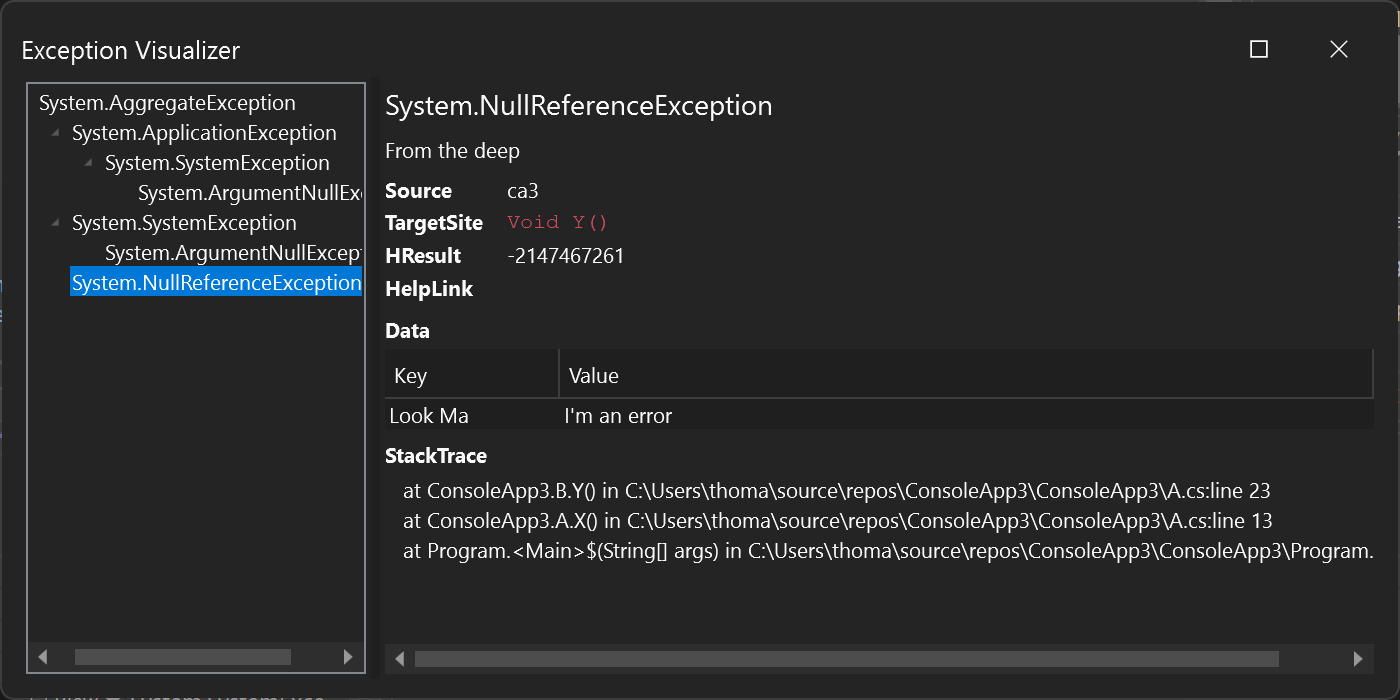 Exception Visualizer
System.AggregateException
System.ApplicationException
System.SystemException
System.ArgumentNullEx
System.SystemException
System.ArgumentNullExcep
System.NullReferenceException
System.NullReferenceException
From the deep
Source ca3
TargetSite Void Y()
HResult -2147467261
HelpLink
Data
Key Value
Look Ma I'm an error
StackTrace
at ConsoleApp3.B.Y() in C:\Users\thoma\source\repos\ConsoleApp3\ConsoleApp3\A.cs:line 23
at ConsoleApp3.A.X() in C:\Users\thoma\source\repos\ConsoleApp3\ConsoleApp3\A.cs:line 13
at Program.<Main>$(String[] args) in C:\Users\thoma\source\repos\ConsoleApp3\ConsoleApp3\Program.